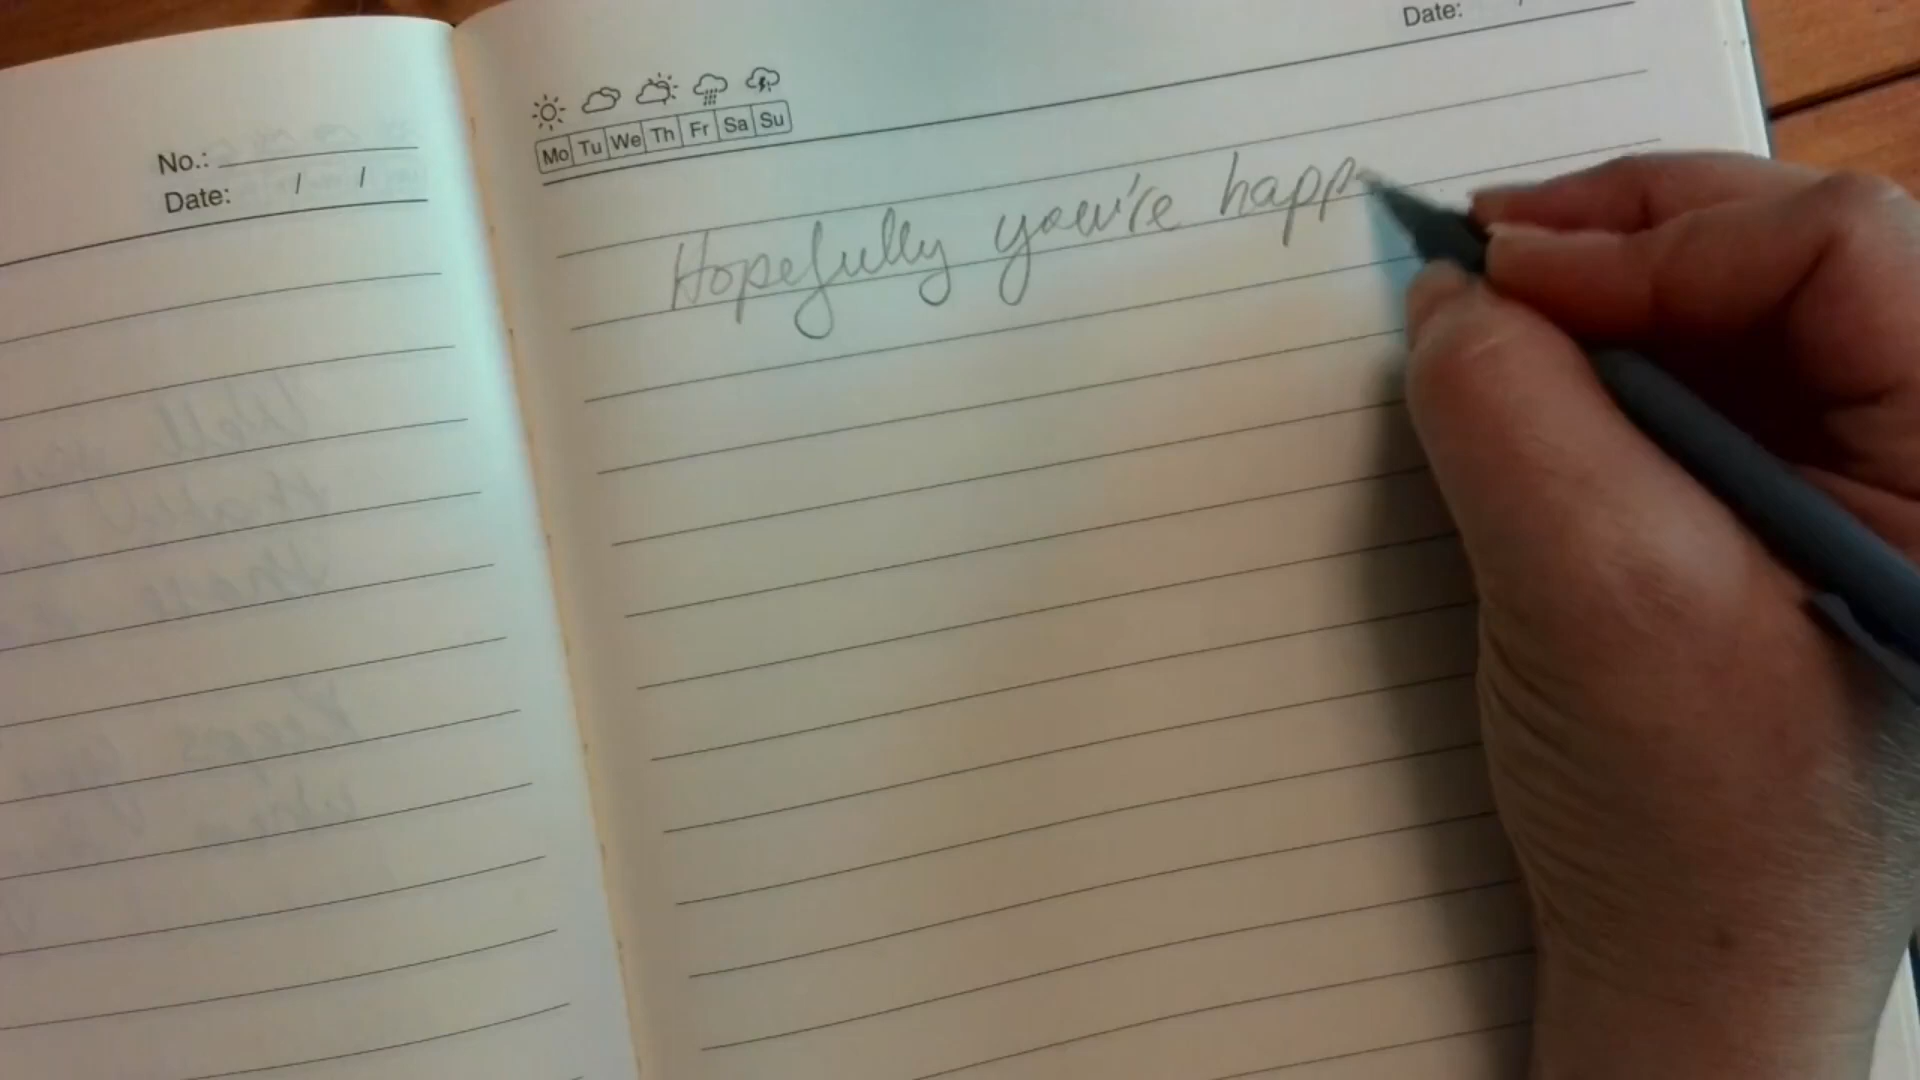 Date: /
No.:
Date: / /
Mo Tu We Th Fr Sa Su
Hopefully you're happ